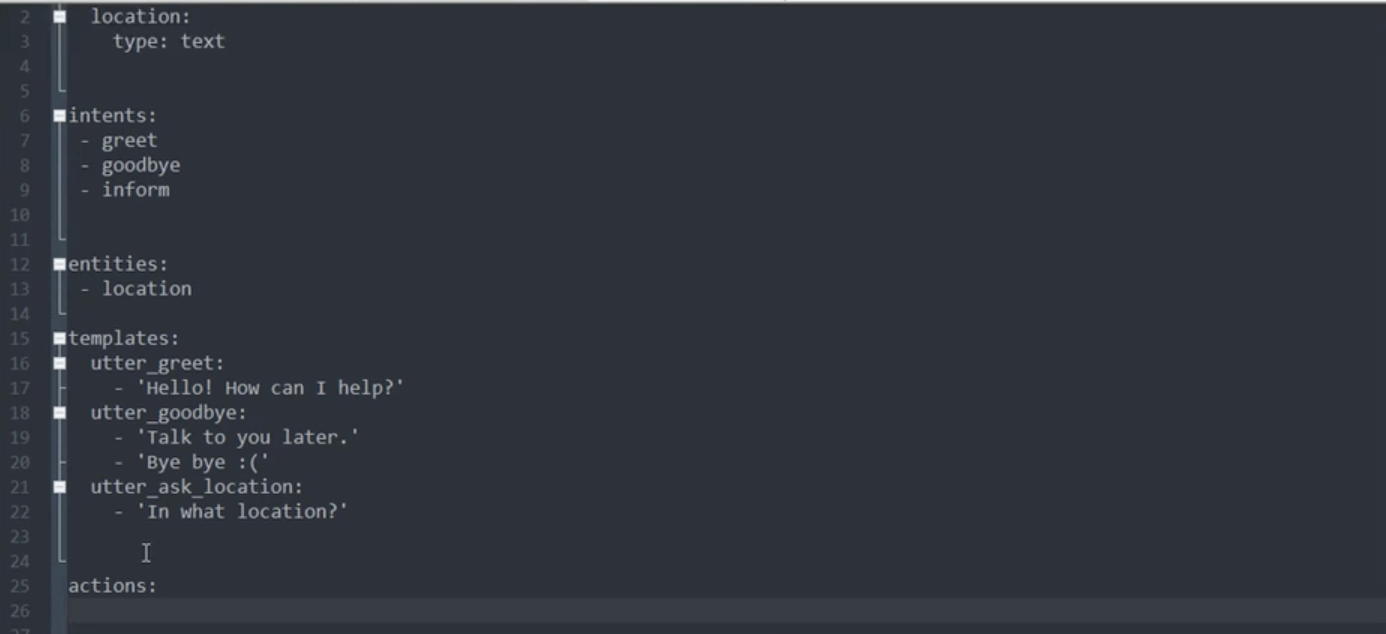 2 location:
3 type: text
4
5
6 intents:
7 - greet
8 - goodbye
9 - inform
10
11
12 entities:
13 - location
14
15 templates:
16 utter_greet:
17 - 'Hello! How can I help?'
18 utter_goodbye:
19 - 'Talk to you later.'
20 - 'Bye bye :('
21 utter_ask_location:
22 - 'In what location?'
23
24
25 actions:
26